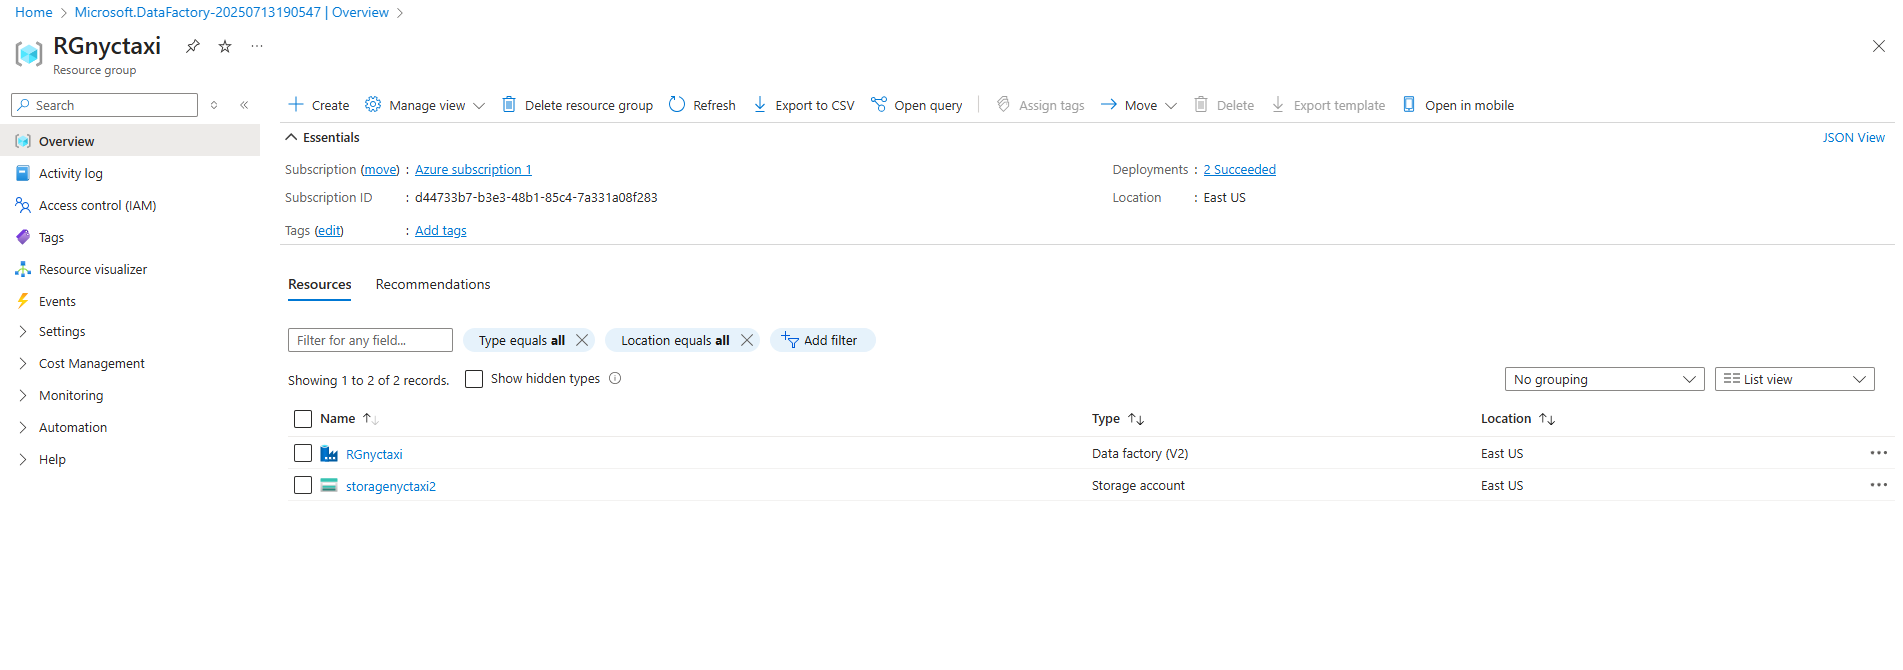 Home > Microsoft.DataFactory-20250713190547 | Overview >
RGnyctaxi
Resource group
Search
Overview
Activity log
Access control (IAM)
Tags
Resource visualizer
Events
Settings
Cost Management
Monitoring
Automation
Help
Create Manage view Delete resource group Refresh Export to CSV Open query Assign tags Move Delete Export template Open in mobile
Essentials JSON View
Subscription (move) : Azure subscription 1 Deployments : 2 Succeeded
Subscription ID : d44733b7-b3e3-48b1-85c4-7a331a08f283 Location : East US
Tags (edit) : Add tags
Resources Recommendations
Filter for any field... Type equals all Location equals all Add filter
Showing 1 to 2 of 2 records. Show hidden types No grouping List view
Name Type Location
RGnyctaxi Data factory (V2) East US
storagenyctaxi2 Storage account East US